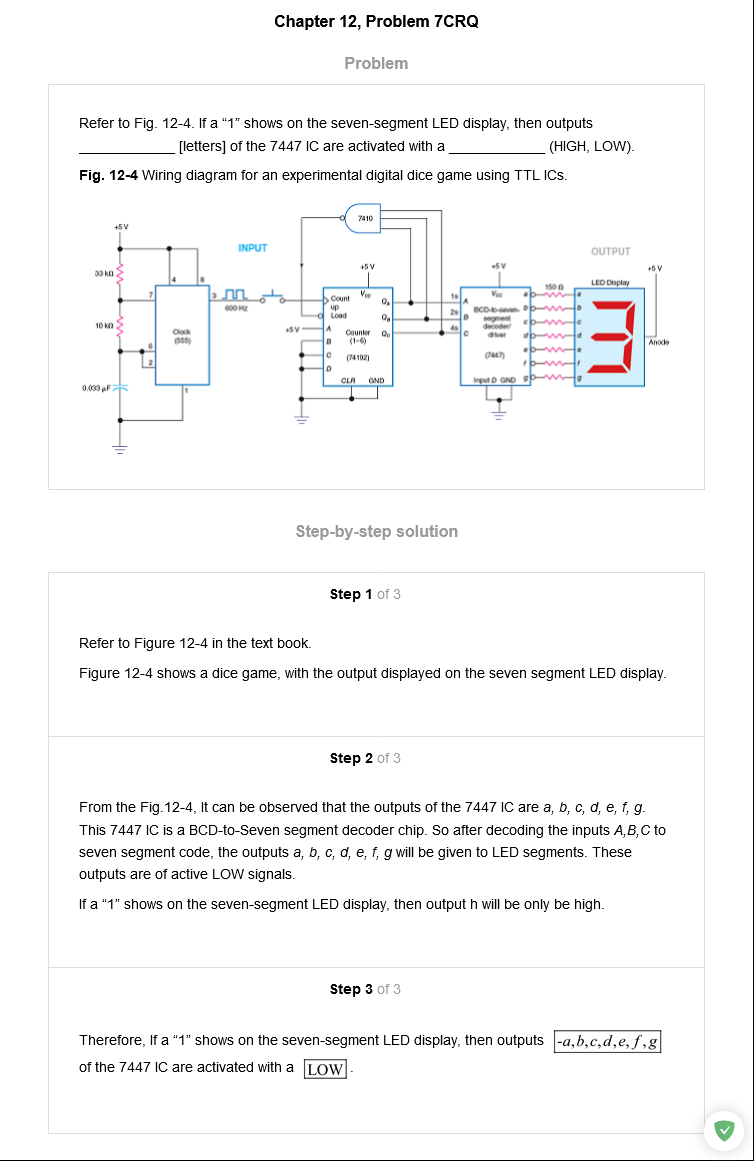 Chapter 12, Problem 7CRQ
Problem
Refer to Fig. 12-4. If a “1” shows on the seven-segment LED display, then outputs
____________ [letters] of the 7447 IC are activated with a ____________ (HIGH, LOW).
Fig. 12-4 Wiring diagram for an experimental digital dice game using TTL ICs.
7410
+5 V
INPUT
OUTPUT
+5 V
+5 V
+5 V
33 kΩ
4
8
150 Ω
LED Display
7
3
600 Hz
Count
up
Load
VCC
QA
QB
QC
1s
2s
4s
A
B
C
VCC
BCD-to-seven-
segment
decoder/
driver
(7447)
a
b
c
d
e
f
g
a
b
c
d
e
f
g
Anode
10 kΩ
Clock
(555)
6
2
+5 V
A
B
C
D
Counter
(1–6)
(74192)
CLR GND
Input D GND
0.033 µF
1
Step-by-step solution
Step 1 of 3
Refer to Figure 12-4 in the text book.
Figure 12-4 shows a dice game, with the output displayed on the seven segment LED display.
Step 2 of 3
From the Fig.12-4, It can be observed that the outputs of the 7447 IC are a, b, c, d, e, f, g.
This 7447 IC is a BCD-to-Seven segment decoder chip. So after decoding the inputs A,B,C to
seven segment code, the outputs a, b, c, d, e, f, g will be given to LED segments. These
outputs are of active LOW signals.
If a “1” shows on the seven-segment LED display, then output h will be only be high.
Step 3 of 3
Therefore, If a “1” shows on the seven-segment LED display, then outputs -a,b,c,d,e,f,g
of the 7447 IC are activated with a LOW .